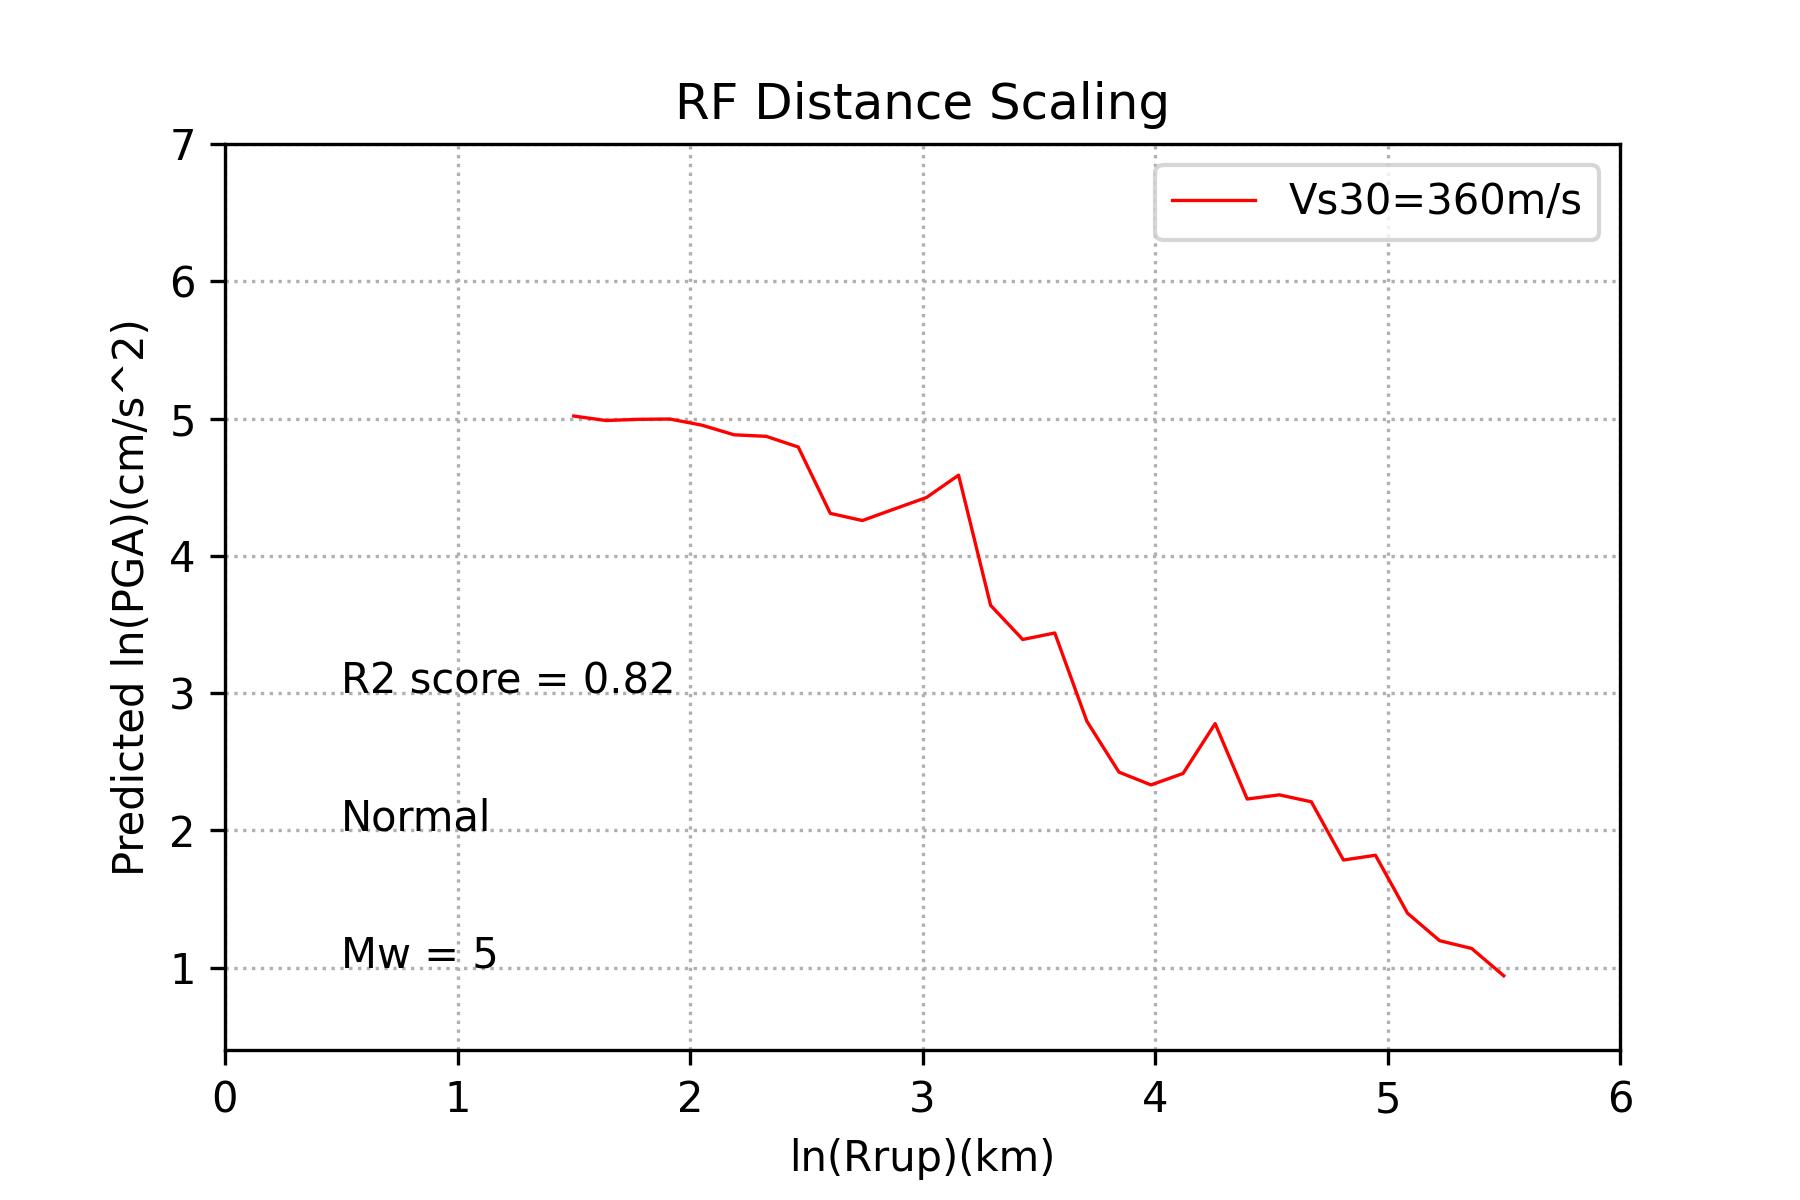 RF Distance Scaling
7
6
5
4
3
2
1
Predicted ln(PGA)(cm/s^2)
Vs30=360m/s
R2 score = 0.82
Normal
Mw = 5
0 1 2 3 4 5 6
ln(Rrup)(km)